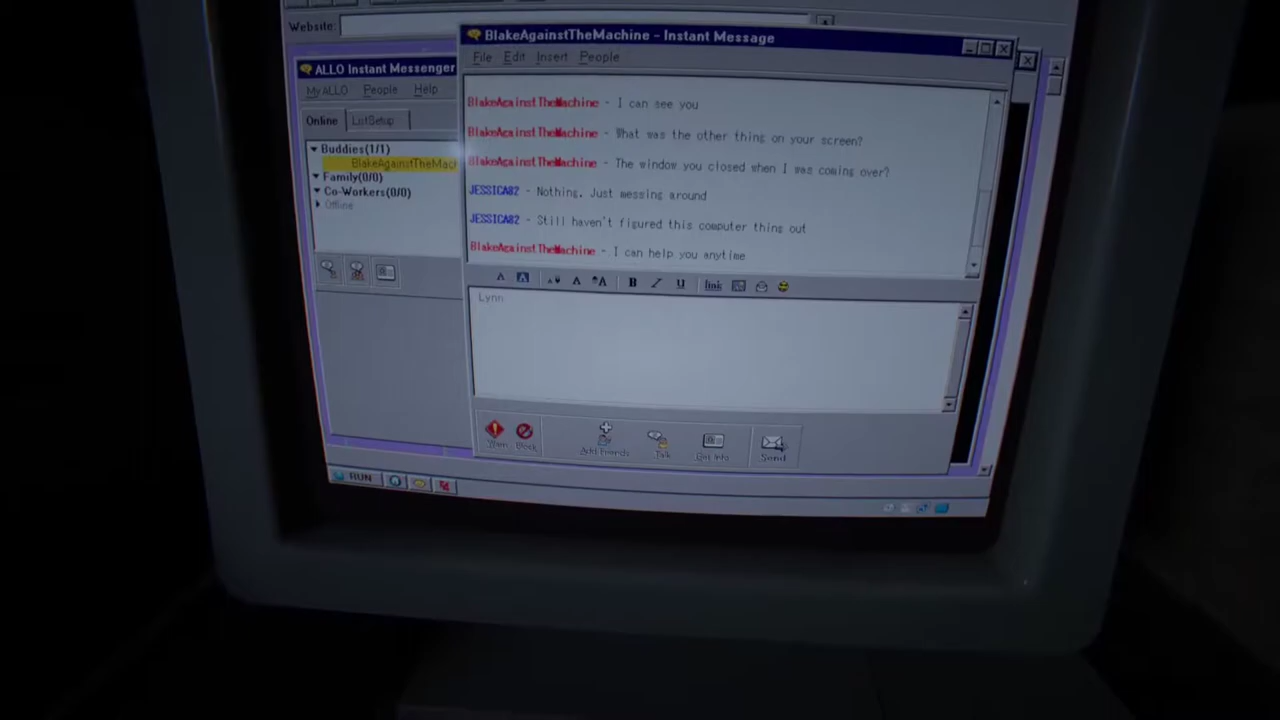 Website:
BlakeAgainstTheMachine - Instant Message
File Edit Insert People
ALLO Instant Messenger
My ALLO People Help
Online List Setup
Buddies(1/1)
BlakeAgainstTheMach
Family(0/0)
Co-Workers(0/0)
Offline
BlakeAgainstTheMachine - I can see you
BlakeAgainstTheMachine - What was the other thing on your screen?
BlakeAgainstTheMachine - The window you closed when I was coming over?
JESSICA82 - Nothing. Just messing around
JESSICA82 - Still haven't figured this computer thing out
BlakeAgainstTheMachine - I can help you anytime
A A A A A B I U link
Lynn
Warn Block Add Friends Talk Get Info Send
RUN